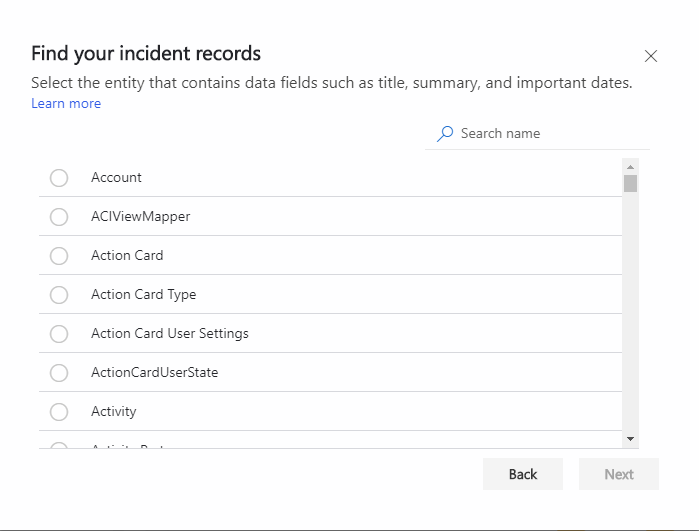 Find your incident records
Select the entity that contains data fields such as title, summary, and important dates.
Learn more
Search name
Account
ACIViewMapper
Action Card
Action Card Type
Action Card User Settings
ActionCardUserState
Activity
Back
Next